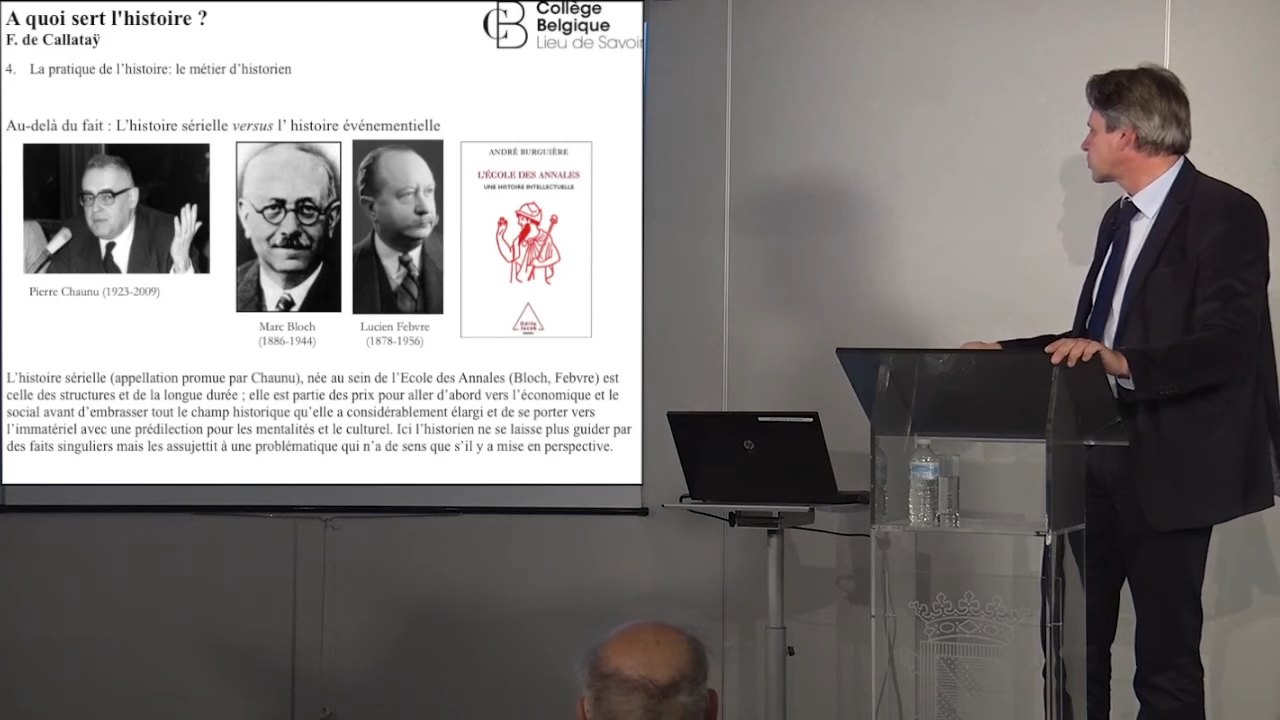 A quoi sert l'histoire ?
F. de Callataÿ
Collège
Belgique
Lieu de Savoir
4. La pratique de l'histoire: le métier d'historien
Au-delà du fait : L'histoire sérielle versus l' histoire événementielle
ANDRÉ BURGUIÈRE
L'ÉCOLE DES ANNALES
UNE HISTOIRE INTELLECTUELLE
Odile
Jacob
Pierre Chaunu (1923-2009)
Marc Bloch
(1886-1944)
Lucien Febvre
(1878-1956)
L'histoire sérielle (appellation promue par Chaunu), née au sein de l'Ecole des Annales (Bloch, Febvre) est
celle des structures et de la longue durée ; elle est partie des prix pour aller d'abord vers l'économique et le
social avant d'embrasser tout le champ historique qu'elle a considérablement élargi et de se porter vers
l'immatériel avec une prédilection pour les mentalités et le culturel. Ici l'historien ne se laisse plus guider par
des faits singuliers mais les assujettit à une problématique qui n'a de sens que s'il y a mise en perspective.
hp